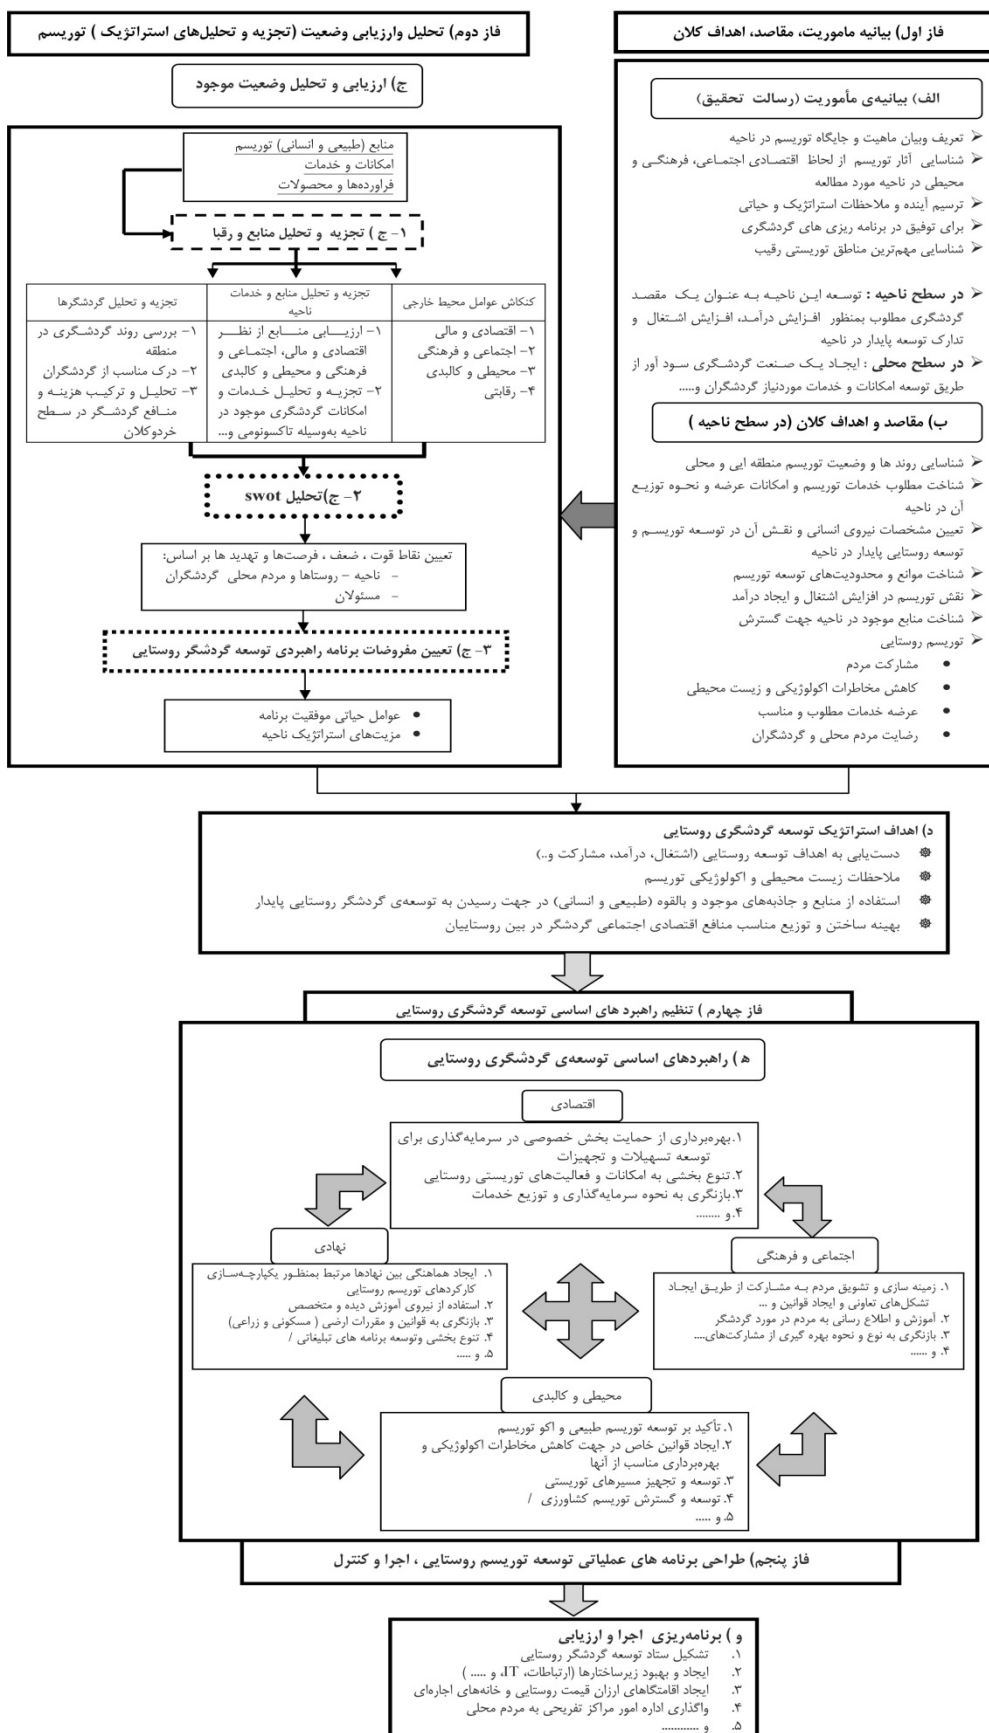 فاز اول) بیانیه ماموریت، مقاصد، اهداف کلان
الف) بیانیه‌ی مأموریت (رسالت تحقیق)
تعریف وبیان ماهیت و جایگاه توریسم در ناحیه
شناسایی آثار توریسم از لحاظ اقتصادی اجتماعی، فرهنگی و
محیطی در ناحیه مورد مطالعه
ترسیم آینده و ملاحظات استراتژیک و حیاتی
برای توفیق در برنامه ریزی های گردشگری
شناسایی مهم‌ترین مناطق توریستی رقیب
در سطح ناحیه : توسعه این ناحیه به عنوان یک مقصد
گردشگری مطلوب بمنظور افزایش درآمد، افزایش اشتغال و
تدارک توسعه پایدار در ناحیه
در سطح محلی : ایجاد یک صنعت گردشگری سود آور از
طریق توسعه امکانات و خدمات موردنیاز گردشگران و.....
ب) مقاصد و اهداف کلان (در سطح ناحیه )
شناسایی روند ها و وضعیت توریسم منطقه ایی و محلی
شناخت مطلوب خدمات توریسم و امکانات عرضه و نحوه توزیع
آن در ناحیه
تعیین مشخصات نیروی انسانی و نقش آن در توسعه توریسم و
توسعه روستایی پایدار در ناحیه
شناخت موانع و محدودیت‌های توسعه توریسم
نقش توریسم در افزایش اشتغال و ایجاد درآمد
شناخت منابع موجود در ناحیه جهت گسترش
توریسم روستایی
• مشارکت مردم
• کاهش مخاطرات اکولوژیکی و زیست محیطی
• عرضه خدمات مطلوب و مناسب
• رضایت مردم محلی و گردشگران
فاز دوم) تحلیل وارزیابی وضعیت (تجزیه و تحلیل‌های استراتژیک ) توریسم
ج) ارزیابی و تحلیل وضعیت موجود
منابع (طبیعی و انسانی) توریسم
امکانات و خدمات
فراورده‌ها و محصولات
۱- ج ) تجزیه و تحلیل منابع و رقبا
کنکاش عوامل محیط خارجی
۱- اقتصادی و مالی
۲- اجتماعی و فرهنگی
۳- محیطی و کالبدی
۴- رقابتی
تجزیه و تحلیل منابع و خدمات
ناحیه
۱- ارزیابی منابع از نظر
اقتصادی و مالی، اجتماعی و
فرهنگی و محیطی و کالبدی
۲- تجزیه و تحلیل خدمات و
امکانات گردشگری موجود در
ناحیه به‌وسیله تاکسونومی و...
تجزیه و تحلیل گردشگرها
۱- بررسی روند گردشگری در
منطقه
۲- درک مناسب از گردشگران
۳- تحلیل و ترکیب هزینه و
منافع گردشگر در سطح
خردوکلان
۲- ج)تحلیل swot
تعیین نقاط قوت ، ضعف ، فرصت‌ها و تهدید ها بر اساس:
- ناحیه – روستاها و مردم محلی گردشگران
- مسئولان
۳- ج) تعیین مفروضات برنامه راهبردی توسعه گردشگر روستایی
• عوامل حیاتی موفقیت برنامه
• مزیت‌های استراتژیک ناحیه
د) اهداف استراتژیک توسعه گردشگری روستایی
دست‌یابی به اهداف توسعه روستایی (اشتغال، درآمد، مشارکت و..)
ملاحظات زیست محیطی و اکولوژیکی توریسم
استفاده از منابع و جاذبه‌های موجود و بالقوه (طبیعی و انسانی) در جهت رسیدن به توسعه‌ی گردشگر روستایی پایدار
بهینه ساختن و توزیع مناسب منافع اقتصادی اجتماعی گردشگر در بین روستاییان
فاز چهارم ) تنظیم راهبرد های اساسی توسعه گردشگری روستایی
ه ) راهبردهای اساسی توسعه‌ی گردشگری روستایی
اقتصادی
۱. بهره‌برداری از حمایت بخش خصوصی در سرمایه‌گذاری برای
توسعه تسهیلات و تجهیزات
۲. تنوع بخشی به امکانات و فعالیت‌های توریستی روستایی
۳. بازنگری به نحوه سرمایه‌گذاری و توزیع خدمات
۴. و ........
اجتماعی و فرهنگی
۱. زمینه سازی و تشویق مردم به مشارکت از طریق ایجاد
تشکل‌های تعاونی و ایجاد قوانین و ...
۲. آموزش و اطلاع رسانی به مردم در مورد گردشگر
۳. بازنگری به نوع و نحوه بهره گیری از مشارکت‌های....
۴. و ......
نهادی
۱. ایجاد هماهنگی بین نهادها مرتبط بمنظور یکپارچه‌سازی
کارکردهای توریسم روستایی
۲. استفاده از نیروی آموزش دیده و متخصص
۳. بازنگری به قوانین و مقررات ارضی ( مسکونی و زراعی)
۴. تنوع بخشی وتوسعه برنامه های تبلیغاتی /
۵. و .....
محیطی و کالبدی
۱. تأکید بر توسعه توریسم طبیعی و اکو توریسم
۲. ایجاد قوانین خاص در جهت کاهش مخاطرات اکولوژیکی و
بهره‌برداری مناسب از آنها
۳. توسعه و تجهیز مسیرهای توریستی
۴. توسعه و گسترش توریسم کشاورزی /
۵. و .....
فاز پنجم) طراحی برنامه های عملیاتی توسعه توریسم روستایی ، اجرا و کنترل
و ) برنامه‌ریزی اجرا و ارزیابی
۱. تشکیل ستاد توسعه گردشگر روستایی
۲. ایجاد و بهبود زیرساختارها (ارتباطات، IT، و ..... )
۳. ایجاد اقامتگاهای ارزان قیمت روستایی و خانه‌های اجاره‌ای
۴. واگذاری اداره امور مراکز تفریحی به مردم محلی
۵. و ............